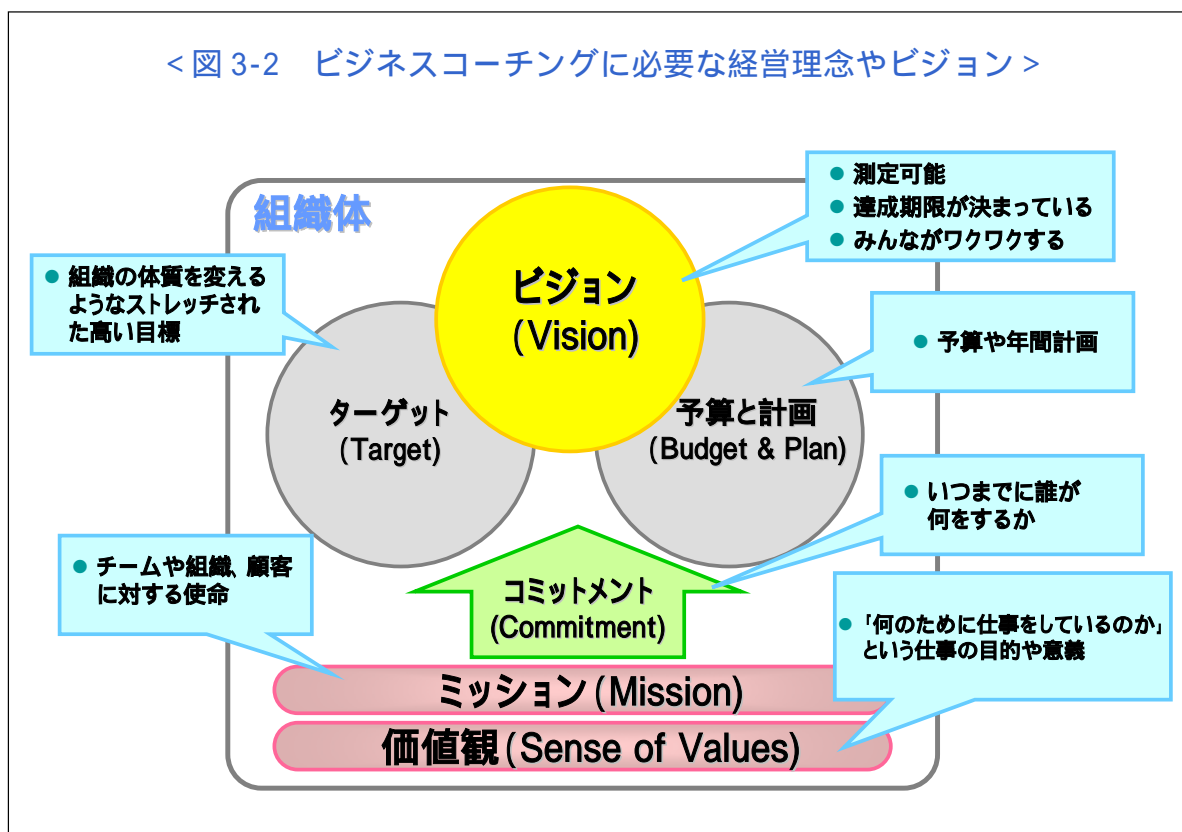 <図 3-2 ビジネスコーチングに必要な経営理念やビジョン>
組織体
● 測定可能
● 達成期限が決まっている
● みんながワクワクする
● 組織の体質を変える
ようなストレッチされ
た高い目標
ビジョン
(Vision)
● 予算や年間計画
ターゲット
(Target)
予算と計画
(Budget & Plan)
● いつまでに誰が
何をするか
● チームや組織、顧客
に対する使命
コミットメント
(Commitment)
● 「何のために仕事をしているのか」
という仕事の目的や意義
ミッション(Mission)
価値観(Sense of Values)